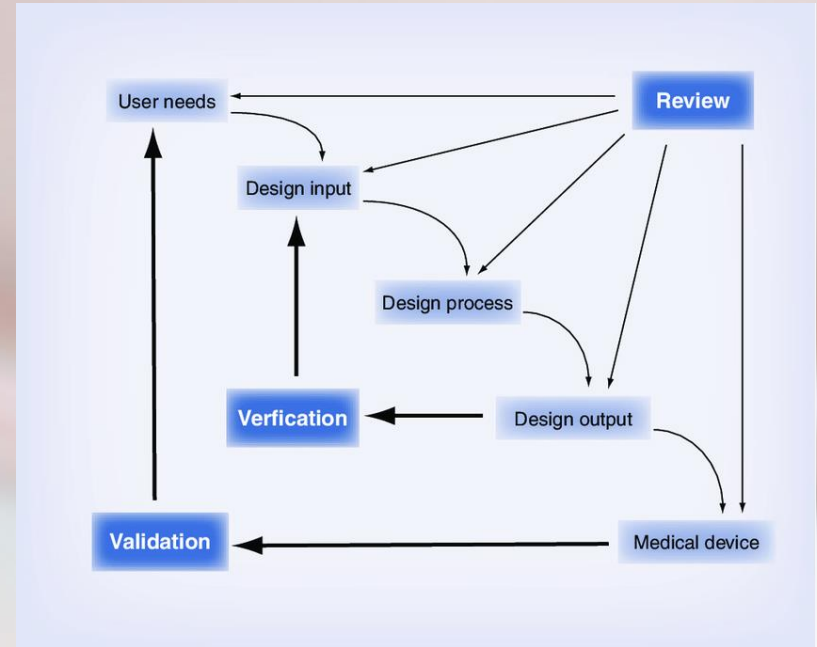 User needs
Review
Design input
Design process
Verfication
Design output
Validation
Medical device